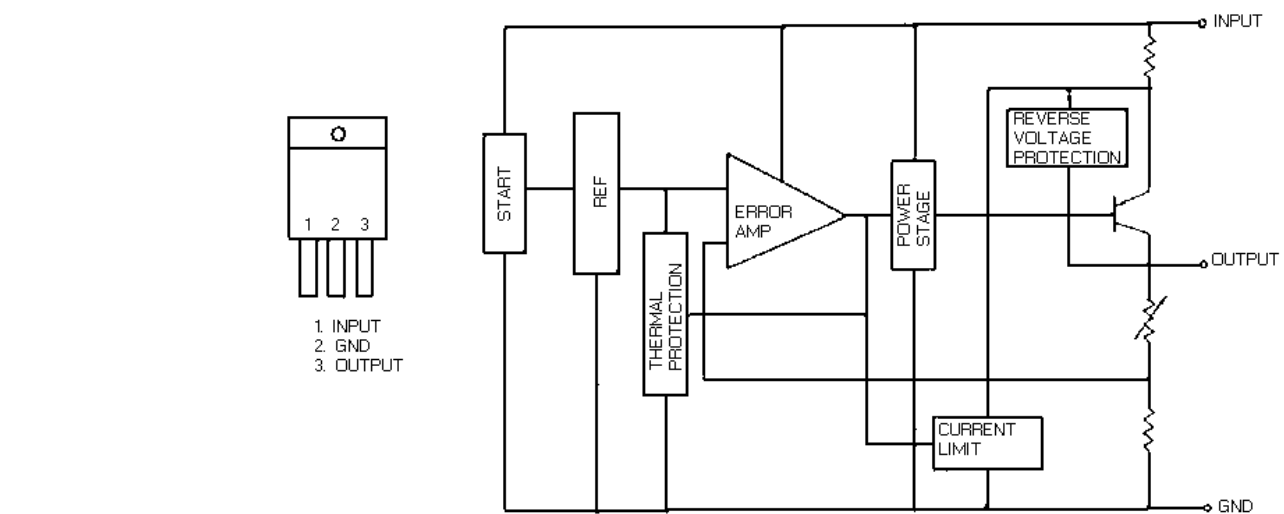 1 2 3
1. INPUT
2. GND
3. OUTPUT
START
REF
THERMAL
PROTECTION
ERROR
AMP
POWER
STAGE
REVERSE
VOLTAGE
PROTECTION
CURRENT
LIMIT
INPUT
OUTPUT
GND